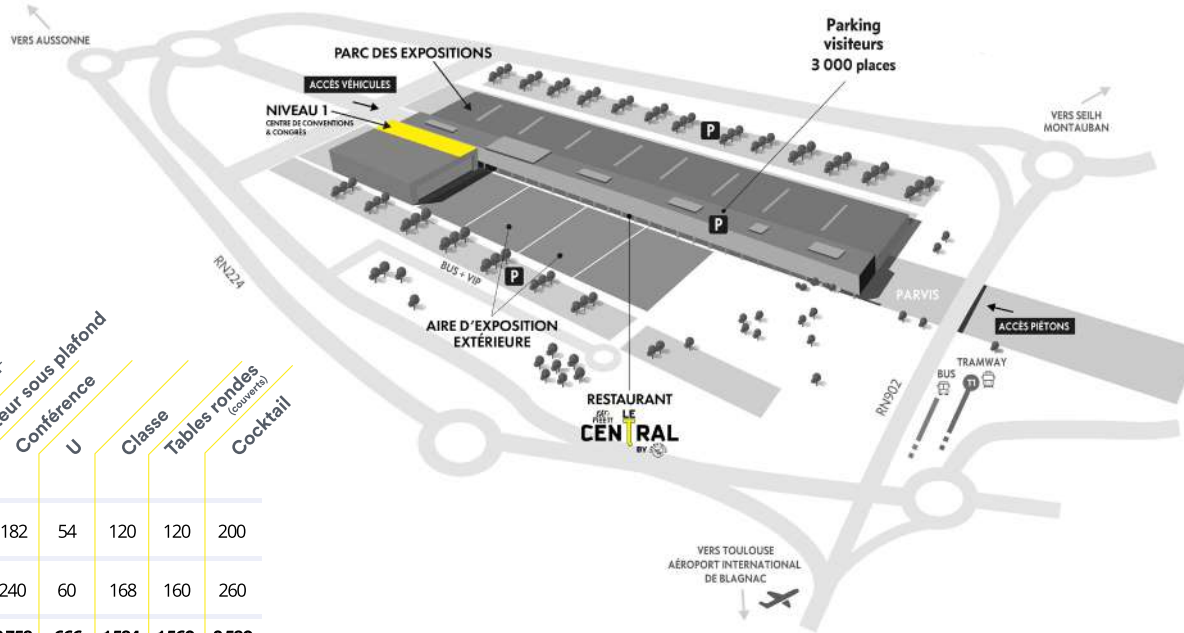 VERS AUSSONNE
PARC DES EXPOSITIONS
ACCÈS VÉHICULES
NIVEAU 1
CENTRE DE CONVENTIONS
& CONGRÈS
Parking
visiteurs
3 000 places
P
VERS SEILH
MONTAUBAN
P
RN224
BUS + VIP
P
AIRE D'EXPOSITION
EXTÉRIEURE
PARVIS
ACCÈS PIÉTONS
TRAMWAY
BUS
T1
RN902
RESTAURANT
LE
CENTRAL
BY
VERS TOULOUSE
AÉROPORT INTERNATIONAL
DE BLAGNAC
sous plafond
Conférence
U
Classe
Tables rondes
(couverts)
Cocktail
182 54 120 120 200
240 60 168 160 260